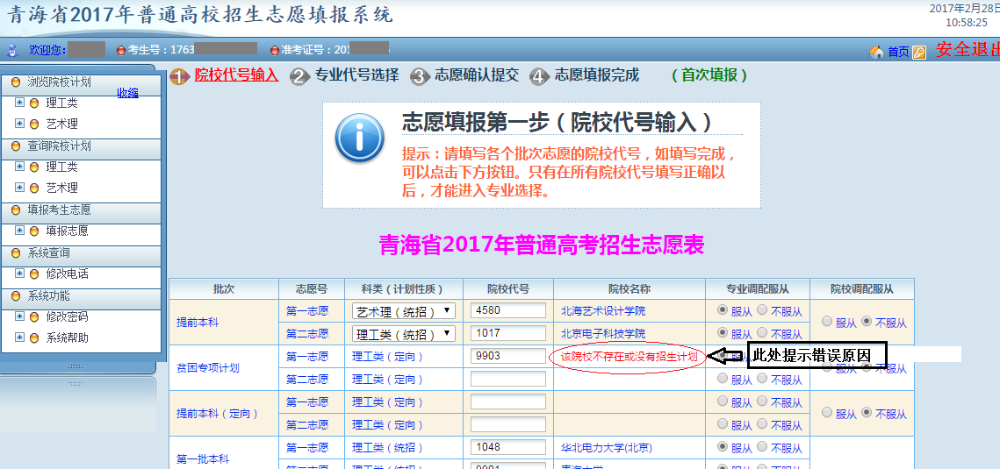 青海省2017年普通高校招生志愿填报系统
2017年2月28日
10:58:25
欢迎您:
考生号：1763
准考证号：201
首页
安全退出
浏览院校计划
收缩
理工类
艺术理
查询院校计划
理工类
艺术理
填报考生志愿
填报志愿
系统查询
修改电话
系统功能
修改密码
系统帮助
1 院校代号输入 2 专业代号选择 3 志愿确认提交 4 志愿填报完成 （首次填报）
志愿填报第一步（院校代号输入）
提示：请填写各个批次志愿的院校代号，如填写完成，
可以点击下方按钮。只有在所有院校代号填写正确以
后，才能进入专业选择。
青海省2017年普通高考招生志愿表
批次 志愿号 科类（计划性质） 院校代号 院校名称 专业调配服从 院校调配服从
提前本科
第一志愿 艺术理（统招） 4580 北海艺术设计学院 服从 不服从
服从 不服从
第二志愿 理工类（统招） 1017 北京电子科技学院 服从 不服从
贫困专项计划
第一志愿 理工类（定向） 9903 该院校不存在或没有招生计划 服从
此处提示错误原因
服从 不服从
第二志愿 理工类（定向） 服从 不服从
提前本科（定向）
第一志愿 理工类（定向） 服从 不服从
服从 不服从
第二志愿 理工类（定向） 服从 不服从
第一批本科
第一志愿 理工类（统招） 1048 华北电力大学(北京) 服从 不服从